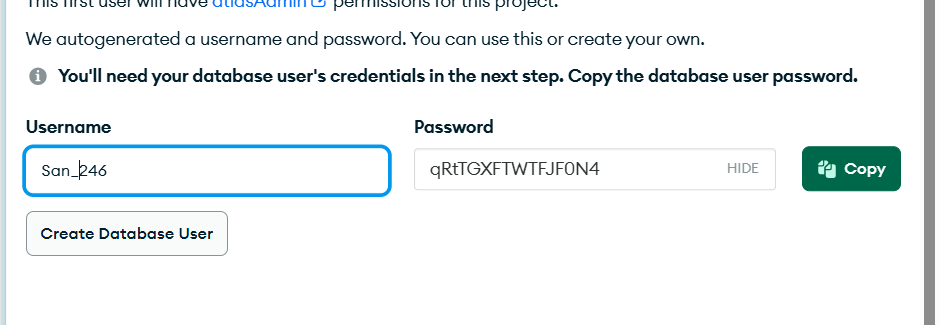 This first user will have atlasAdmin permissions for this project.
We autogenerated a username and password. You can use this or create your own.
You'll need your database user's credentials in the next step. Copy the database user password.
Username
Password
San_246
qRtTGXFTWTFJF0N4
HIDE
Copy
Create Database User